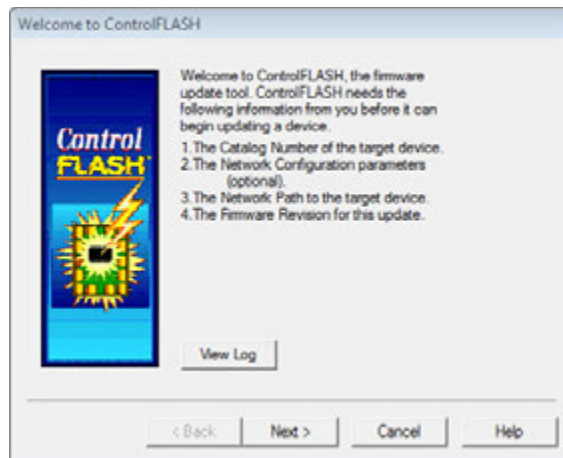 Welcome to ControlFLASH
Control
FLASH
Welcome to ControlFLASH, the firmware
update tool. ControlFLASH needs the
following information from you before it can
begin updating a device.
1.The Catalog Number of the target device.
2.The Network Configuration parameters
(optional).
3.The Network Path to the target device.
4.The Firmware Revision for this update.
View Log
< Back
Next >
Cancel
Help